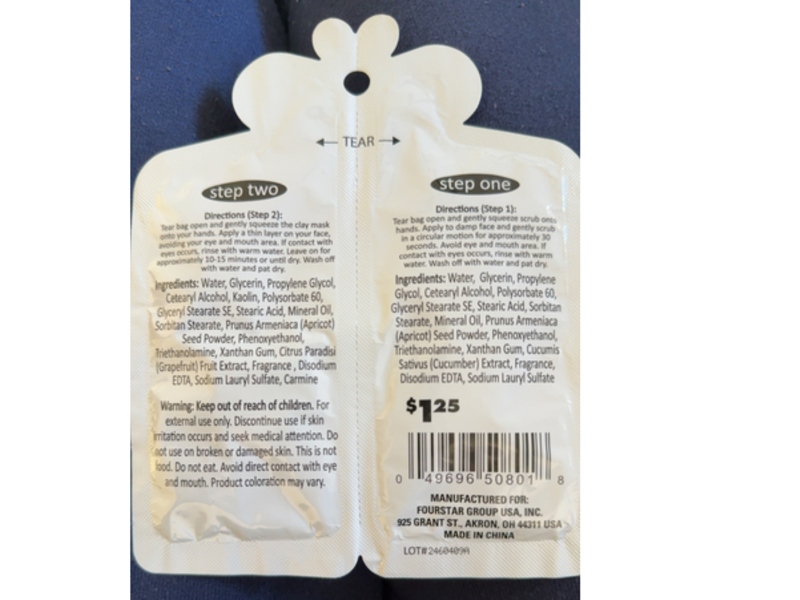 ← TEAR →
step two
Directions (Step 2):
Tear bag open and gently squeeze the clay mask
onto your hands. Apply a thin layer on your face,
avoiding your eye and mouth area. If contact with
eyes occurs, rinse with warm water. Leave on for
approximately 10-15 minutes or until dry. Wash off
with water and pat dry.
Ingredients: Water, Glycerin, Propylene Glycol,
Cetearyl Alcohol, Kaolin, Polysorbate 60,
Glyceryl Stearate SE, Stearic Acid, Mineral Oil,
Sorbitan Stearate, Prunus Armeniaca (Apricot)
Seed Powder, Phenoxyethanol,
Triethanolamine, Xanthan Gum, Citrus Paradisi
(Grapefruit) Fruit Extract, Fragrance , Disodium
EDTA, Sodium Lauryl Sulfate, Carmine
Warning: Keep out of reach of children. For
external use only. Discontinue use if skin
irritation occurs and seek medical attention. Do
not use on broken or damaged skin. This is not
food. Do not eat. Avoid direct contact with eye
and mouth. Product coloration may vary.
step one
Directions (Step 1):
Tear bag open and gently squeeze scrub onto
hands. Apply to damp face and gently scrub
in a circular motion for approximately 30
seconds. Avoid eye and mouth area. If
contact with eyes occurs, rinse with warm
water. Wash off with water and pat dry.
Ingredients: Water, Glycerin, Propylene
Glycol, Cetearyl Alcohol, Polysorbate 60,
Glyceryl Stearate SE, Stearic Acid, Sorbitan
Stearate, Mineral Oil, Prunus Armeniaca
(Apricot) Seed Powder, Phenoxyethanol,
Triethanolamine, Xanthan Gum, Cucumis
Sativus (Cucumber) Extract, Fragrance,
Disodium EDTA, Sodium Lauryl Sulfate
$1.25
0 49696 50801 8
MANUFACTURED FOR:
FOURSTAR GROUP USA, INC.
925 GRANT ST., AKRON, OH 44311 USA
MADE IN CHINA
LOT# 2460409A